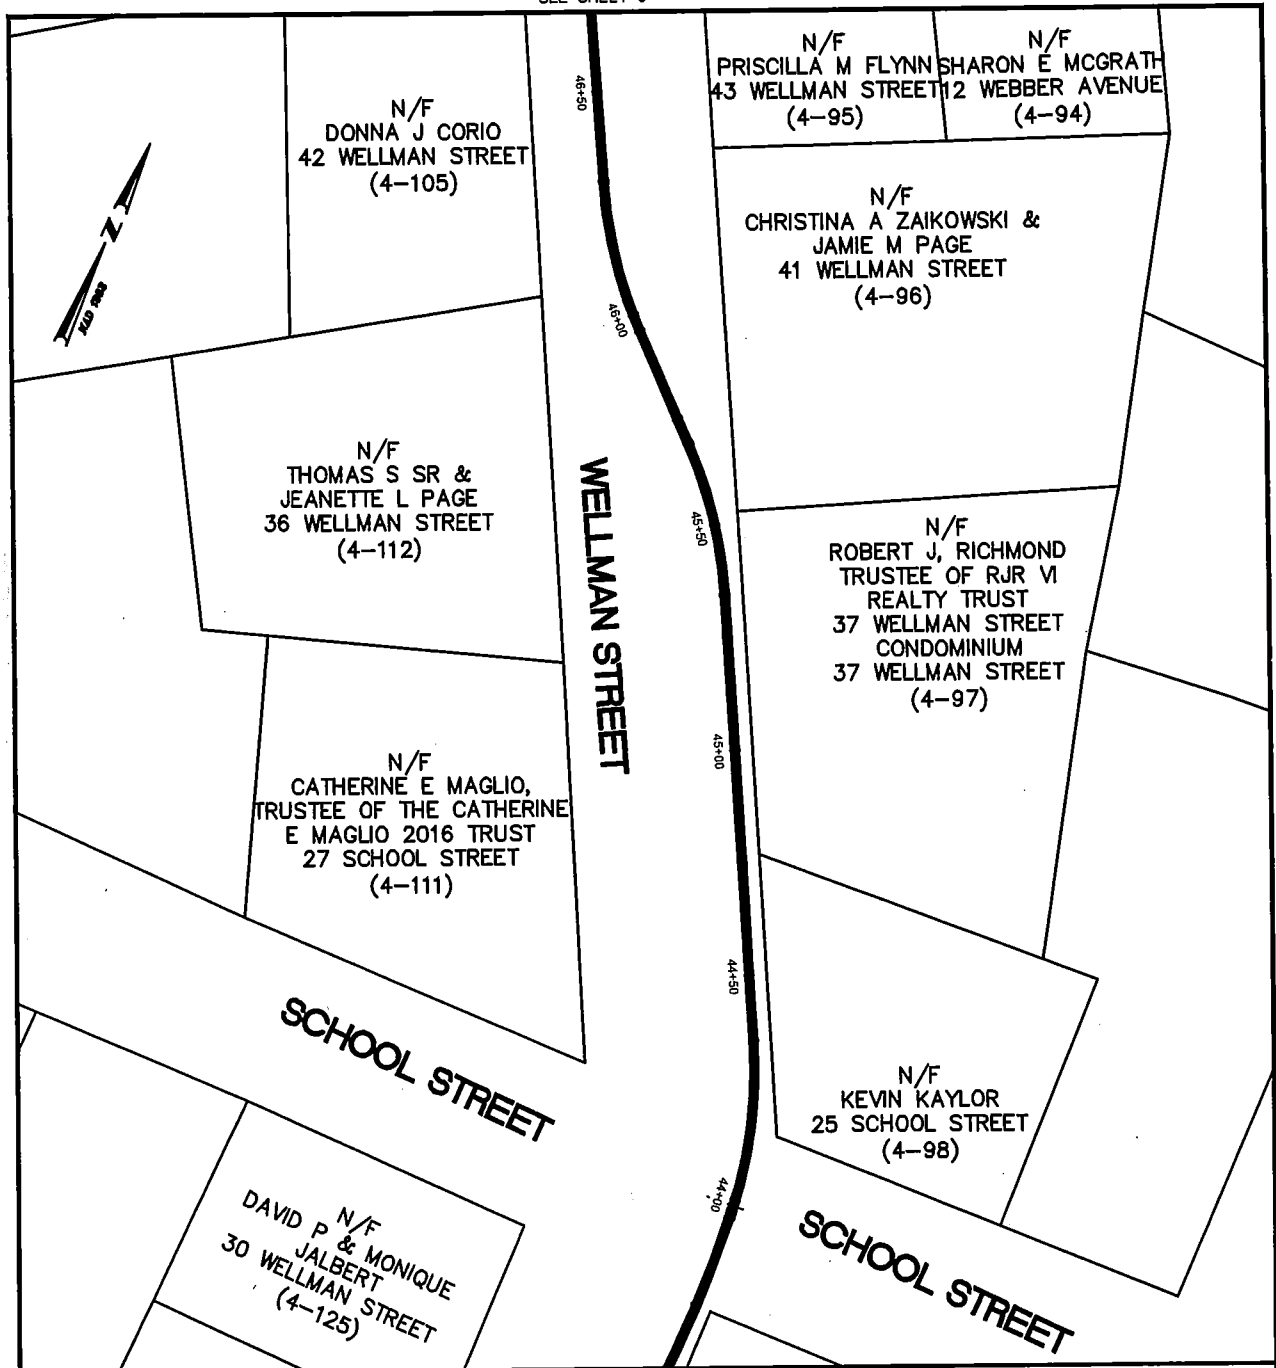 N/F
DONNA J CORIO
42 WELLMAN STREET
(4-105)
46+50
N/F
PRISCILLA M FLYNN
43 WELLMAN STREET
(4-95)
N/F
SHARON E MCGRATH
12 WEBBER AVENUE
(4-94)
N
NAD 1983
N/F
CHRISTINA A ZAIKOWSKI &
JAMIE M PAGE
41 WELLMAN STREET
(4-96)
46+00
N/F
THOMAS S SR &
JEANETTE L PAGE
36 WELLMAN STREET
(4-112)
WELLMAN STREET
45+50
N/F
ROBERT J, RICHMOND
TRUSTEE OF RJR VI
REALTY TRUST
37 WELLMAN STREET
CONDOMINIUM
37 WELLMAN STREET
(4-97)
45+00
N/F
CATHERINE E MAGLIO,
TRUSTEE OF THE CATHERINE
E MAGLIO 2016 TRUST
27 SCHOOL STREET
(4-111)
44+50
SCHOOL STREET
N/F
KEVIN KAYLOR
25 SCHOOL STREET
(4-98)
44+00
N/F
DAVID P & MONIQUE
JALBERT
30 WELLMAN STREET
(4-125)
SCHOOL STREET